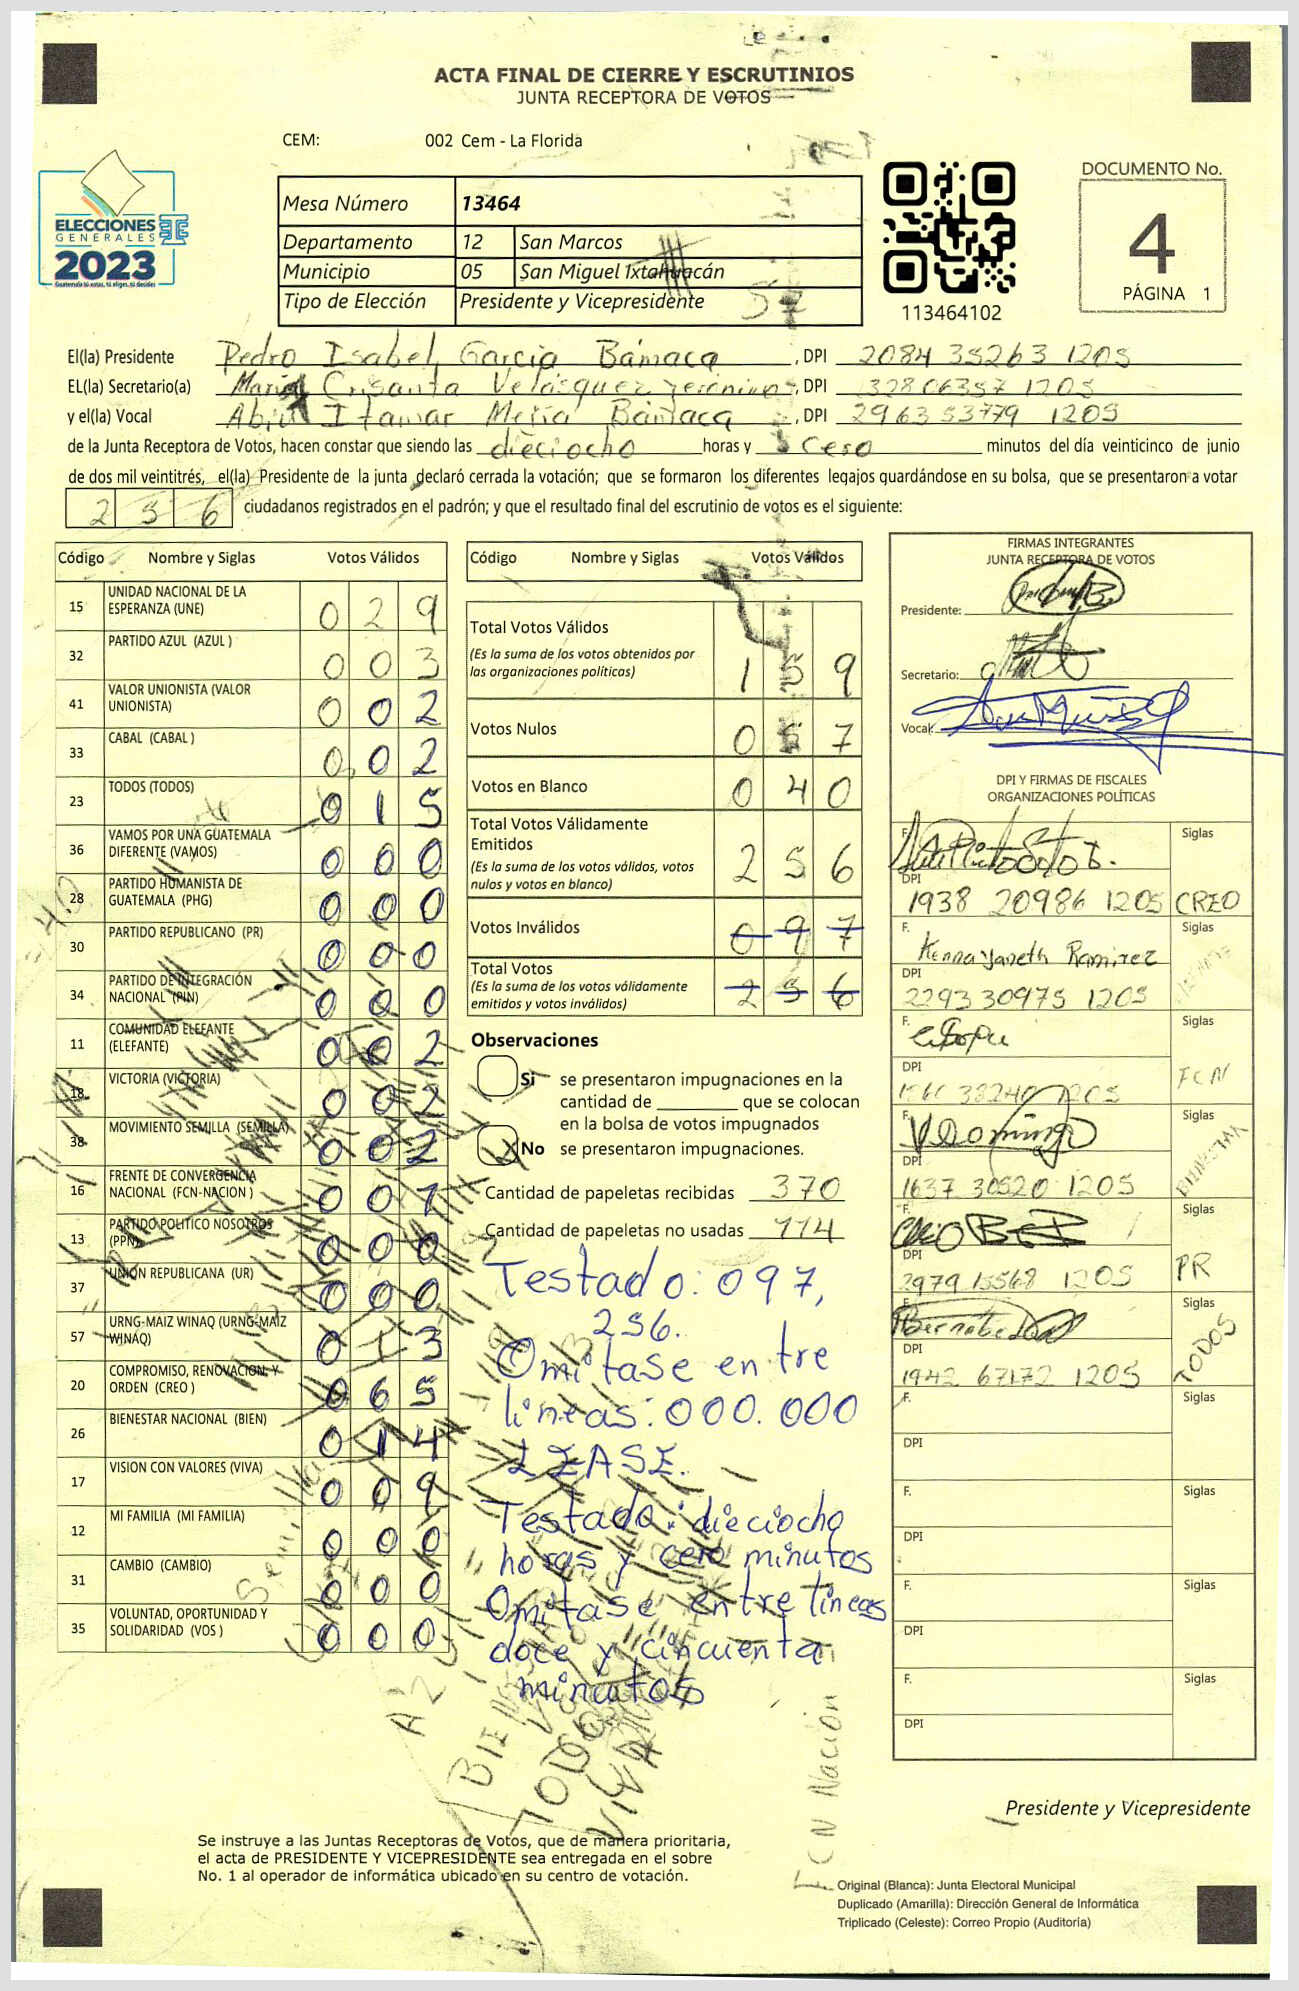 ACTA FINAL DE CIERRE Y ESCRUTINIOS
JUNTA RECEPTORA DE VOTOS
CEM: 002 Cem - La Florida
ELECCIONES
GENERALES
2023
Guatemala tú votas, tú eliges, tú decides
Mesa Número 13464
Departamento 12 San Marcos
Municipio 05 San Miguel Ixtahuacán
Tipo de Elección Presidente y Vicepresidente
57
113464102
DOCUMENTO No.
4
PÁGINA 1
El(la) Presidente Pedro Isabel García Bámaca, DPI 2084 35263 1205
EL(la) Secretario(a) Crisanta Velásquez, DPI 1205
y el(la) Vocal Itamar Mejía Bámaca, DPI 2963 53779 1205
de la Junta Receptora de Votos, hacen constar que siendo las dieciocho horas y Cero minutos del día veinticinco de junio
de dos mil veintitrés, el(la) Presidente de la junta declaró cerrada la votación; que se formaron los diferentes legajos guardándose en su bolsa, que se presentaron a votar
256 ciudadanos registrados en el padrón; y que el resultado final del escrutinio de votos es el siguiente:
Código Nombre y Siglas Votos Válidos
15 UNIDAD NACIONAL DE LA ESPERANZA (UNE) 0 2 9
32 PARTIDO AZUL (AZUL ) 0 0 3
41 VALOR UNIONISTA (VALOR UNIONISTA) 0 0 2
33 CABAL (CABAL ) 0 0 2
23 TODOS (TODOS) 0 1 5
36 VAMOS POR UNA GUATEMALA DIFERENTE (VAMOS) 0 0 0
28 PARTIDO HUMANISTA DE GUATEMALA (PHG) 0 0 0
30 PARTIDO REPUBLICANO (PR) 0 0 0
34 PARTIDO DE INTEGRACIÓN NACIONAL (PIN) 0 0 0
11 COMUNIDAD ELEFANTE (ELEFANTE) 0 0 2
18 VICTORIA (VICTORIA) 0 0 2
38 MOVIMIENTO SEMILLA (SEMILLA) 0 0 2
16 FRENTE DE CONVERGENCIA NACIONAL (FCN-NACION ) 0 0 1
13 PARTIDO POLITICO NOSOTROS (PPN) 0 0 0
37 UNION REPUBLICANA (UR) 0 0 0
57 URNG-MAIZ WINAQ (URNG-MAIZ WINAQ) 0 1 3
20 COMPROMISO, RENOVACION, Y ORDEN (CREO ) 0 6 5
26 BIENESTAR NACIONAL (BIEN) 0 1 4
17 VISION CON VALORES (VIVA) 0 0 9
12 MI FAMILIA (MI FAMILIA) 0 0 0
31 CAMBIO (CAMBIO) 0 0 0
35 VOLUNTAD, OPORTUNIDAD Y SOLIDARIDAD (VOS ) 0 0 0
Código Nombre y Siglas Votos Válidos
Total Votos Válidos 1 5 9
(Es la suma de los votos obtenidos por
las organizaciones políticas)
Votos Nulos 0 5 7
Votos en Blanco 0 4 0
Total Votos Válidamente
Emitidos 2 5 6
(Es la suma de los votos válidos, votos
nulos y votos en blanco)
Votos Inválidos 0 9 7
Total Votos 2 5 6
(Es la suma de los votos válidamente
emitidos y votos inválidos)
Observaciones
Si se presentaron impugnaciones en la
cantidad de ________ que se colocan
en la bolsa de votos impugnados
No se presentaron impugnaciones.
Cantidad de papeletas recibidas 370
Cantidad de papeletas no usadas 114
Testado: 097,
256.
Omitase entre
lineas: 000. 000
LEASE.
Testado: dieciocho
horas y cero minutos
Omitase entre lineas
doce y cincuenta
minutos
FIRMAS INTEGRANTES
JUNTA RECEPTORA DE VOTOS
Presidente:
Secretario:
Vocal:
DPI Y FIRMAS DE FISCALES
ORGANIZACIONES POLÍTICAS
F. Siglas
DPI
1938 20986 1205 CREO
F. Siglas
Yaneth Ramirez
DPI
2293 30975 1205
F. Siglas
DPI
1205 FCN
F. V Domingo
DPI
1637 30520 1205 BIENESTAR
F. Siglas
DPI
1205 PR
F. Siglas
DPI
1942 67172 1205 TODOS
F. Siglas
DPI
F. Siglas
DPI
F. Siglas
DPI
F. Siglas
DPI
AZUL
BIENESTAR
TODOS
VIVA
FCN Nación
Presidente y Vicepresidente
Se instruye a las Juntas Receptoras de Votos, que de manera prioritaria,
el acta de PRESIDENTE Y VICEPRESIDENTE sea entregada en el sobre
No. 1 al operador de informática ubicado en su centro de votación.
Original (Blanca): Junta Electoral Municipal
Duplicado (Amarilla): Dirección General de Informática
Triplicado (Celeste): Correo Propio (Auditoría)